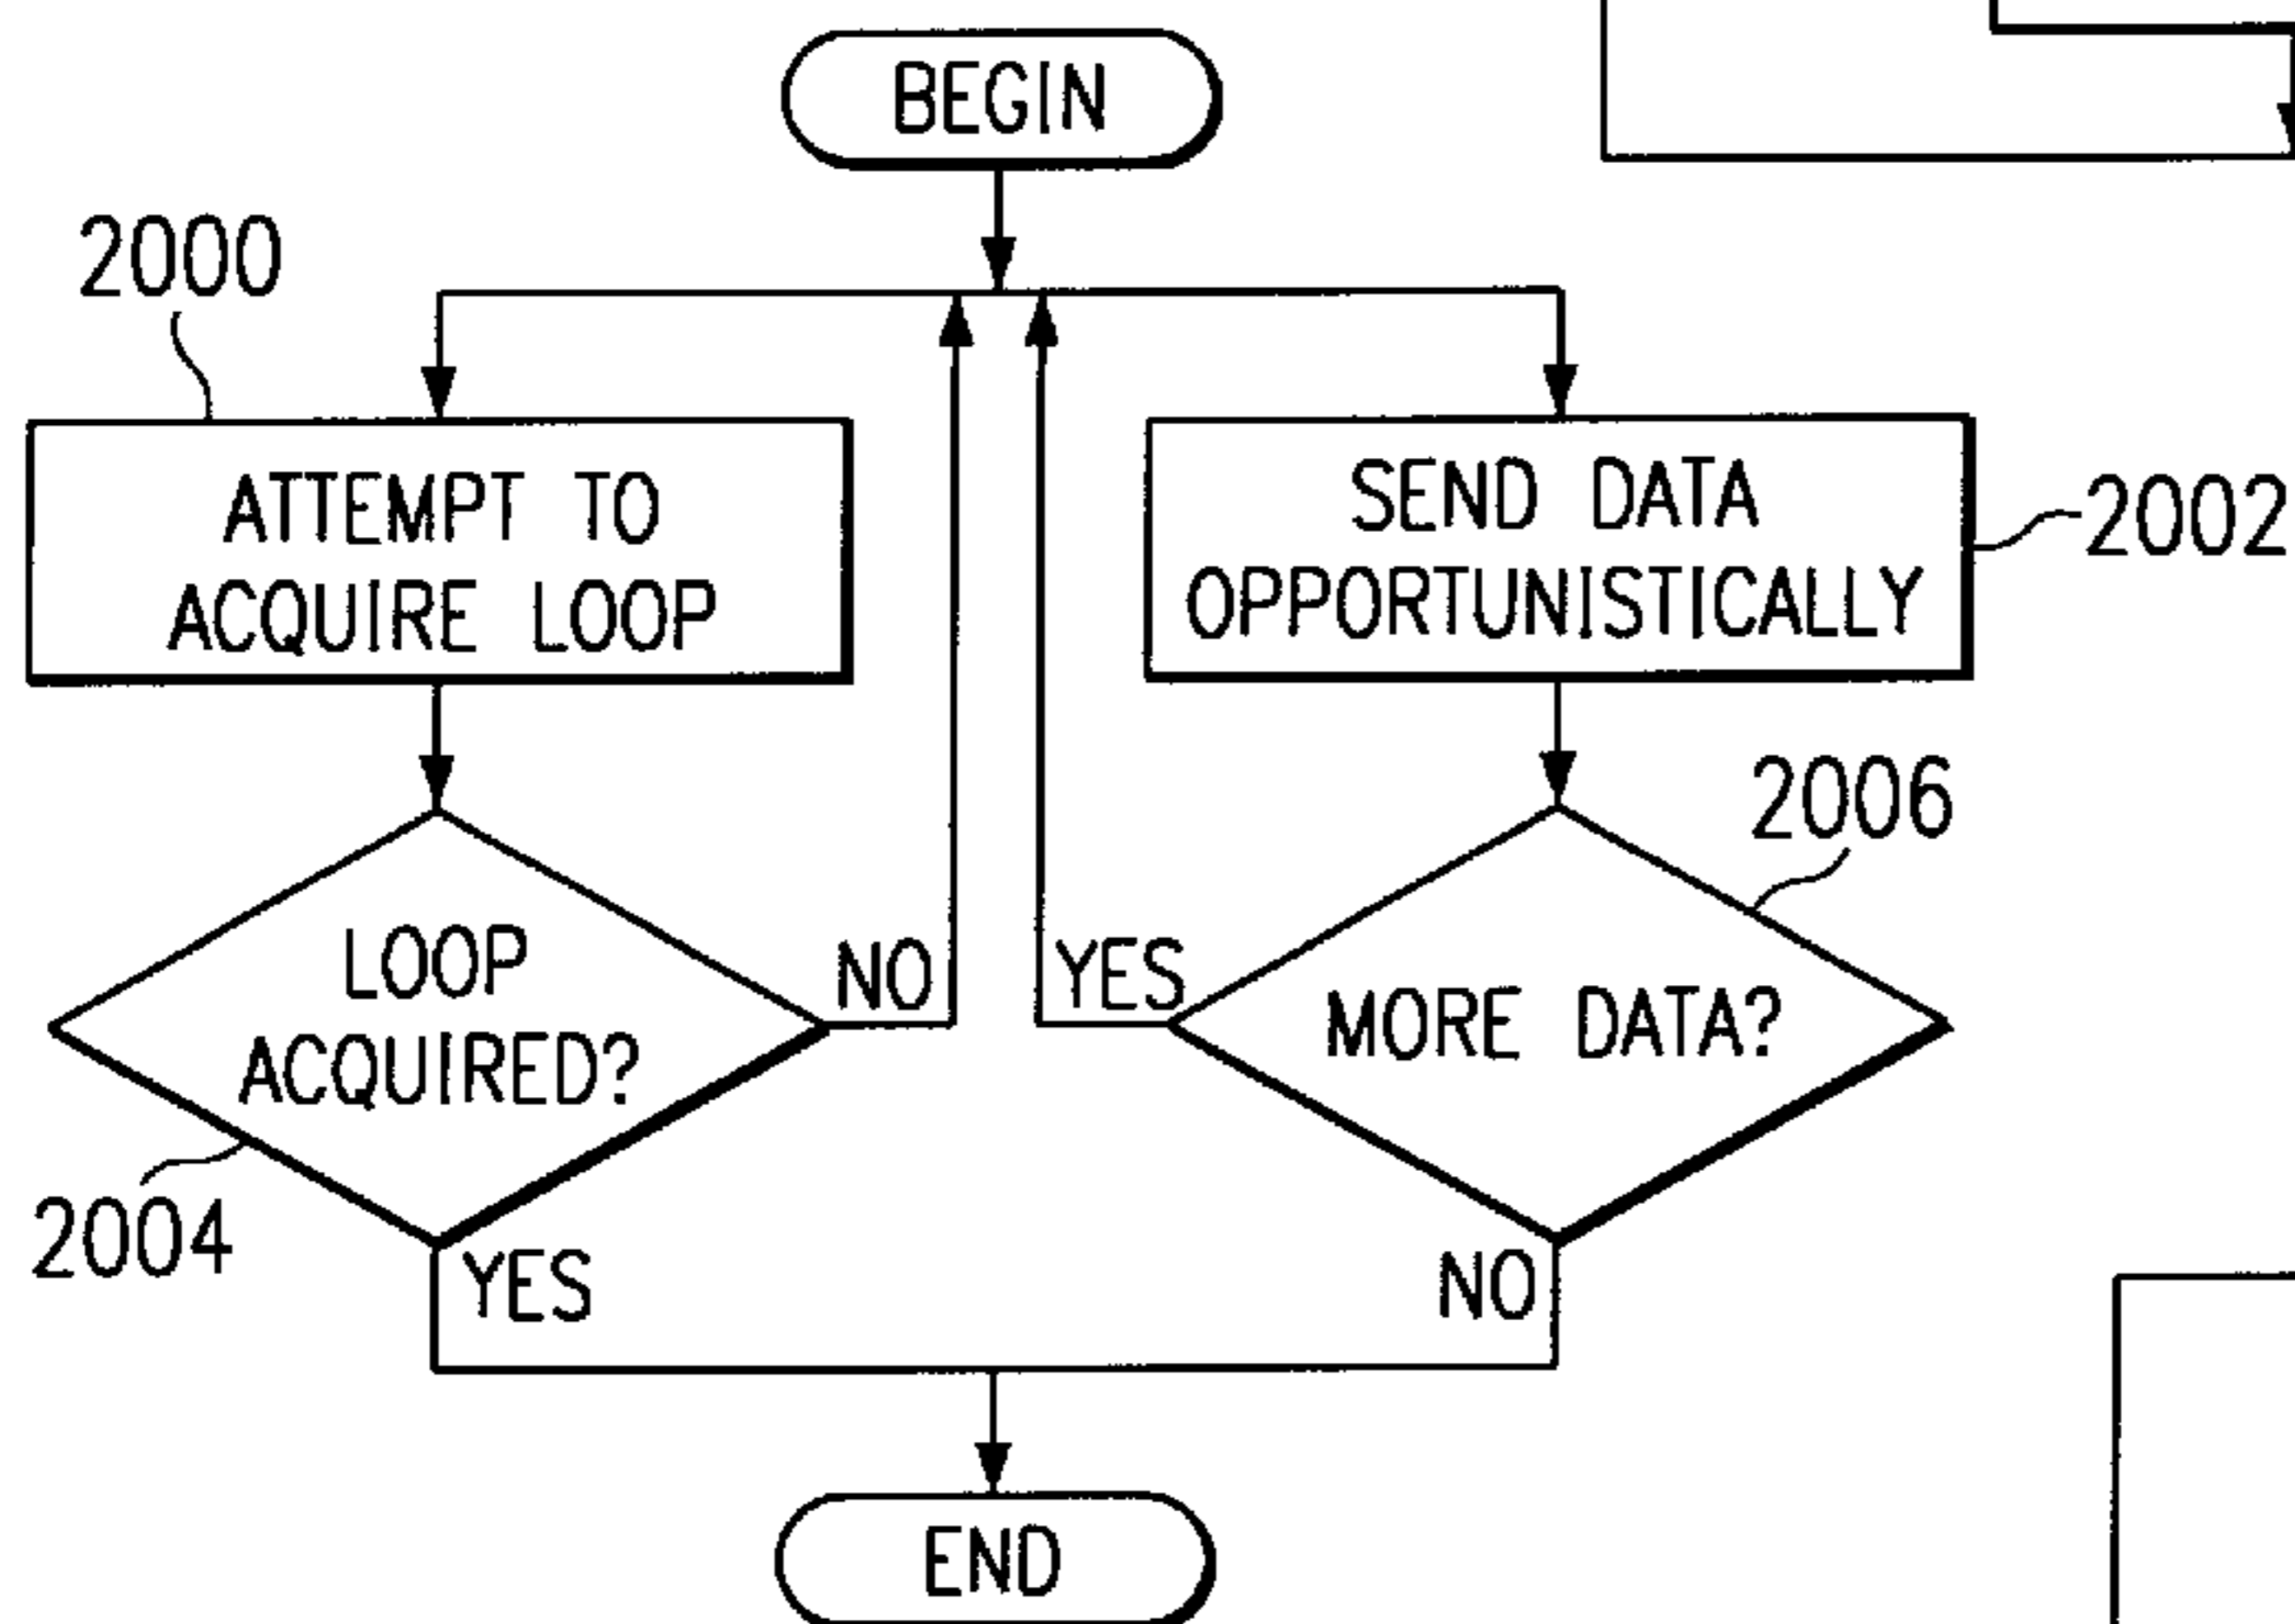 BEGIN
2000
ATTEMPT TO
ACQUIRE LOOP
SEND DATA
OPPORTUNISTICALLY
2002
2006
LOOP
ACQUIRED?
NO
YES
MORE DATA?
2004
YES
NO
END